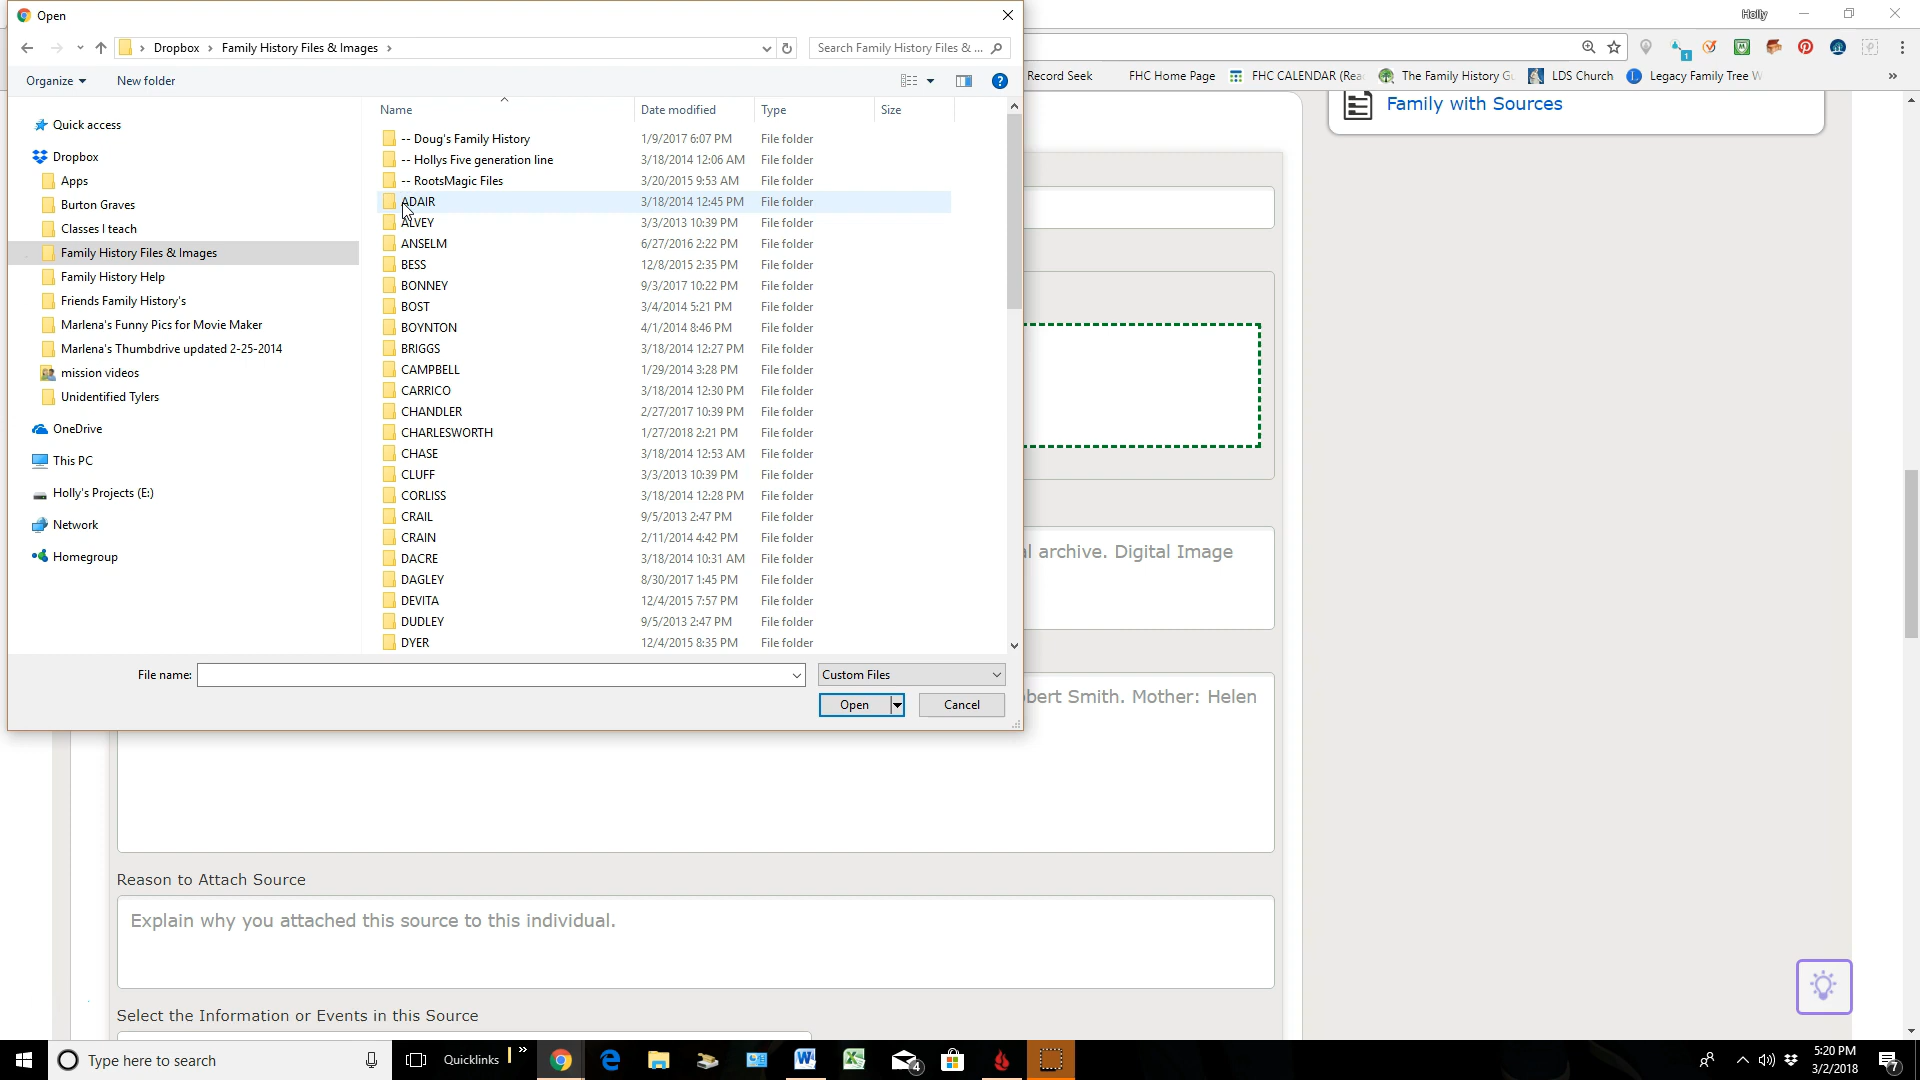 Open
Holly
Dropbox > Family History Files & Images >
Search Family History Files & ...
Organize
New folder
Record Seek
FHC Home Page
FHC CALENDAR (Rea
The Family History Gu
LDS Church
Legacy Family Tree W
»
Name
Date modified
Type
Size
Family with Sources
Quick access
Dropbox
Apps
Burton Graves
Classes I teach
Family History Files & Images
Family History Help
Friends Family History's
Marlena's Funny Pics for Movie Maker
Marlena's Thumbdrive updated 2-25-2014
mission videos
Unidentified Tylers
OneDrive
This PC
Holly's Projects (E:)
Network
Homegroup
-- Doug's Family History 1/9/2017 6:07 PM File folder
-- Hollys Five generation line 3/18/2014 12:06 AM File folder
-- RootsMagic Files 3/20/2015 9:53 AM File folder
ADAIR 3/18/2014 12:45 PM File folder
ALVEY 3/3/2013 10:39 PM File folder
ANSELM 6/27/2016 2:22 PM File folder
BESS 12/8/2015 2:35 PM File folder
BONNEY 9/3/2017 10:22 PM File folder
BOST 3/4/2014 5:21 PM File folder
BOYNTON 4/1/2014 8:46 PM File folder
BRIGGS 3/18/2014 12:27 PM File folder
CAMPBELL 1/29/2014 3:28 PM File folder
CARRICO 3/18/2014 12:30 PM File folder
CHANDLER 2/27/2017 10:39 PM File folder
CHARLESWORTH 1/27/2018 2:21 PM File folder
CHASE 3/18/2014 12:53 AM File folder
CLUFF 3/3/2013 10:39 PM File folder
CORLISS 3/18/2014 12:28 PM File folder
CRAIL 9/5/2013 2:47 PM File folder
CRAIN 2/11/2014 4:42 PM File folder
DACRE 3/18/2014 10:31 AM File folder
DAGLEY 8/30/2017 1:45 PM File folder
DEVITA 12/4/2015 7:57 PM File folder
DUDLEY 9/5/2013 2:47 PM File folder
DYER 12/4/2015 8:35 PM File folder
al archive. Digital Image
File name:
Custom Files
Open
Cancel
obert Smith. Mother: Helen
Reason to Attach Source
Explain why you attached this source to this individual.
Select the Information or Events in this Source
Type here to search
Quicklinks
»
4
5:20 PM
3/2/2018
7